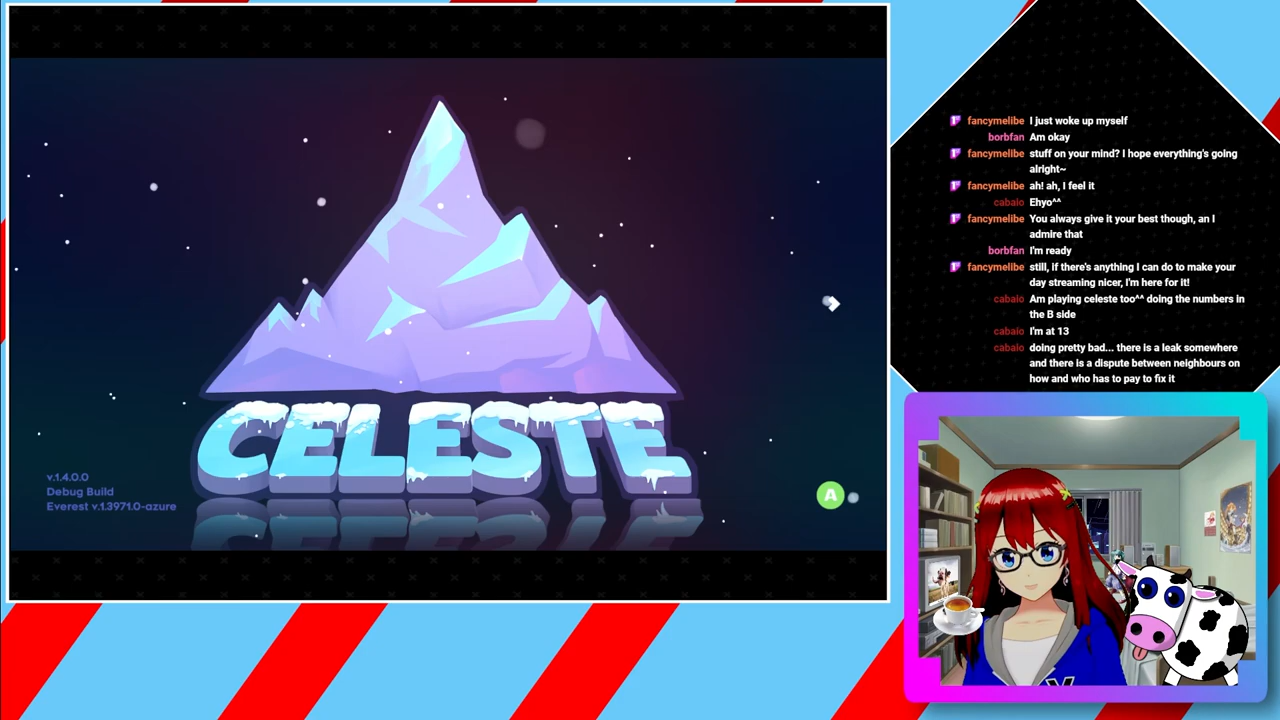 CELESTE
v.1.4.0.0
Debug Build
Everest v.1.3971.0-azure
A
fancymelibe I just woke up myself
borbfan Am okay
fancymelibe stuff on your mind? I hope everything's going
alright~
fancymelibe ah! ah, I feel it
cabaio Ehyo^^
fancymelibe You always give it your best though, an I
admire that
borbfan I'm ready
fancymelibe still, if there's anything I can do to make your
day streaming nicer, I'm here for it!
cabaio Am playing celeste too^^ doing the numbers in
the B side
cabaio I'm at 13
cabaio doing pretty bad... there is a leak somewhere
and there is a dispute between neighbours on
how and who has to pay to fix it